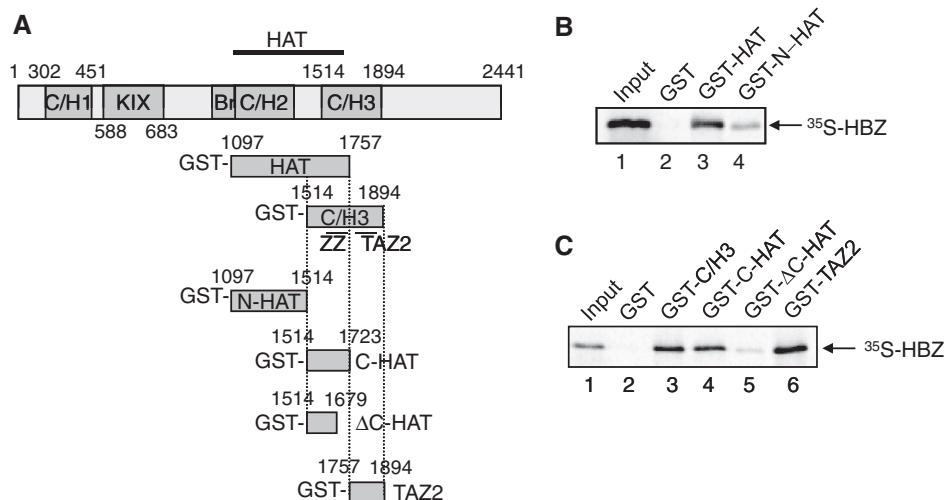 A
HAT
1 302 451 1514 1894 2441
C/H1 KIX Br C/H2 C/H3
588 683
1097 1757
GST- HAT
1514 1894
GST- C/H3
ZZ TAZ2
1097 1514
GST- N-HAT
1514 1723
GST- C-HAT
1514 1679
GST- ΔC-HAT
1757 1894
GST- TAZ2
B
Input GST GST-HAT GST-N-HAT
35S-HBZ
1 2 3 4
C
Input GST GST-C/H3 GST-C-HAT GST-ΔC-HAT GST-TAZ2
35S-HBZ
1 2 3 4 5 6